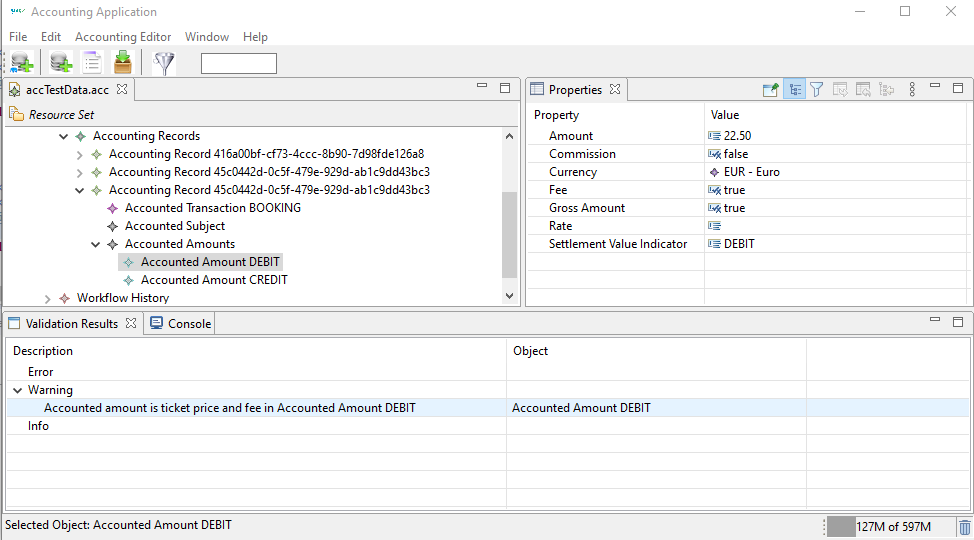 Accounting Application
File Edit Accounting Editor Window Help
accTestData.acc
Resource Set
Accounting Records
Accounting Record 416a00bf-cf73-4ccc-8b90-7d98fde126a8
Accounting Record 45c0442d-0c5f-479e-929d-ab1c9dd43bc3
Accounting Record 45c0442d-0c5f-479e-929d-ab1c9dd43bc3
Accounted Transaction BOOKING
Accounted Subject
Accounted Amounts
Accounted Amount DEBIT
Accounted Amount CREDIT
Workflow History
Properties
Property Value
Amount 22.50
Commission false
Currency EUR - Euro
Fee true
Gross Amount true
Rate
Settlement Value Indicator DEBIT
Validation Results Console
Description Object
Error
Warning
Accounted amount is ticket price and fee in Accounted Amount DEBIT Accounted Amount DEBIT
Info
Selected Object: Accounted Amount DEBIT 127M of 597M